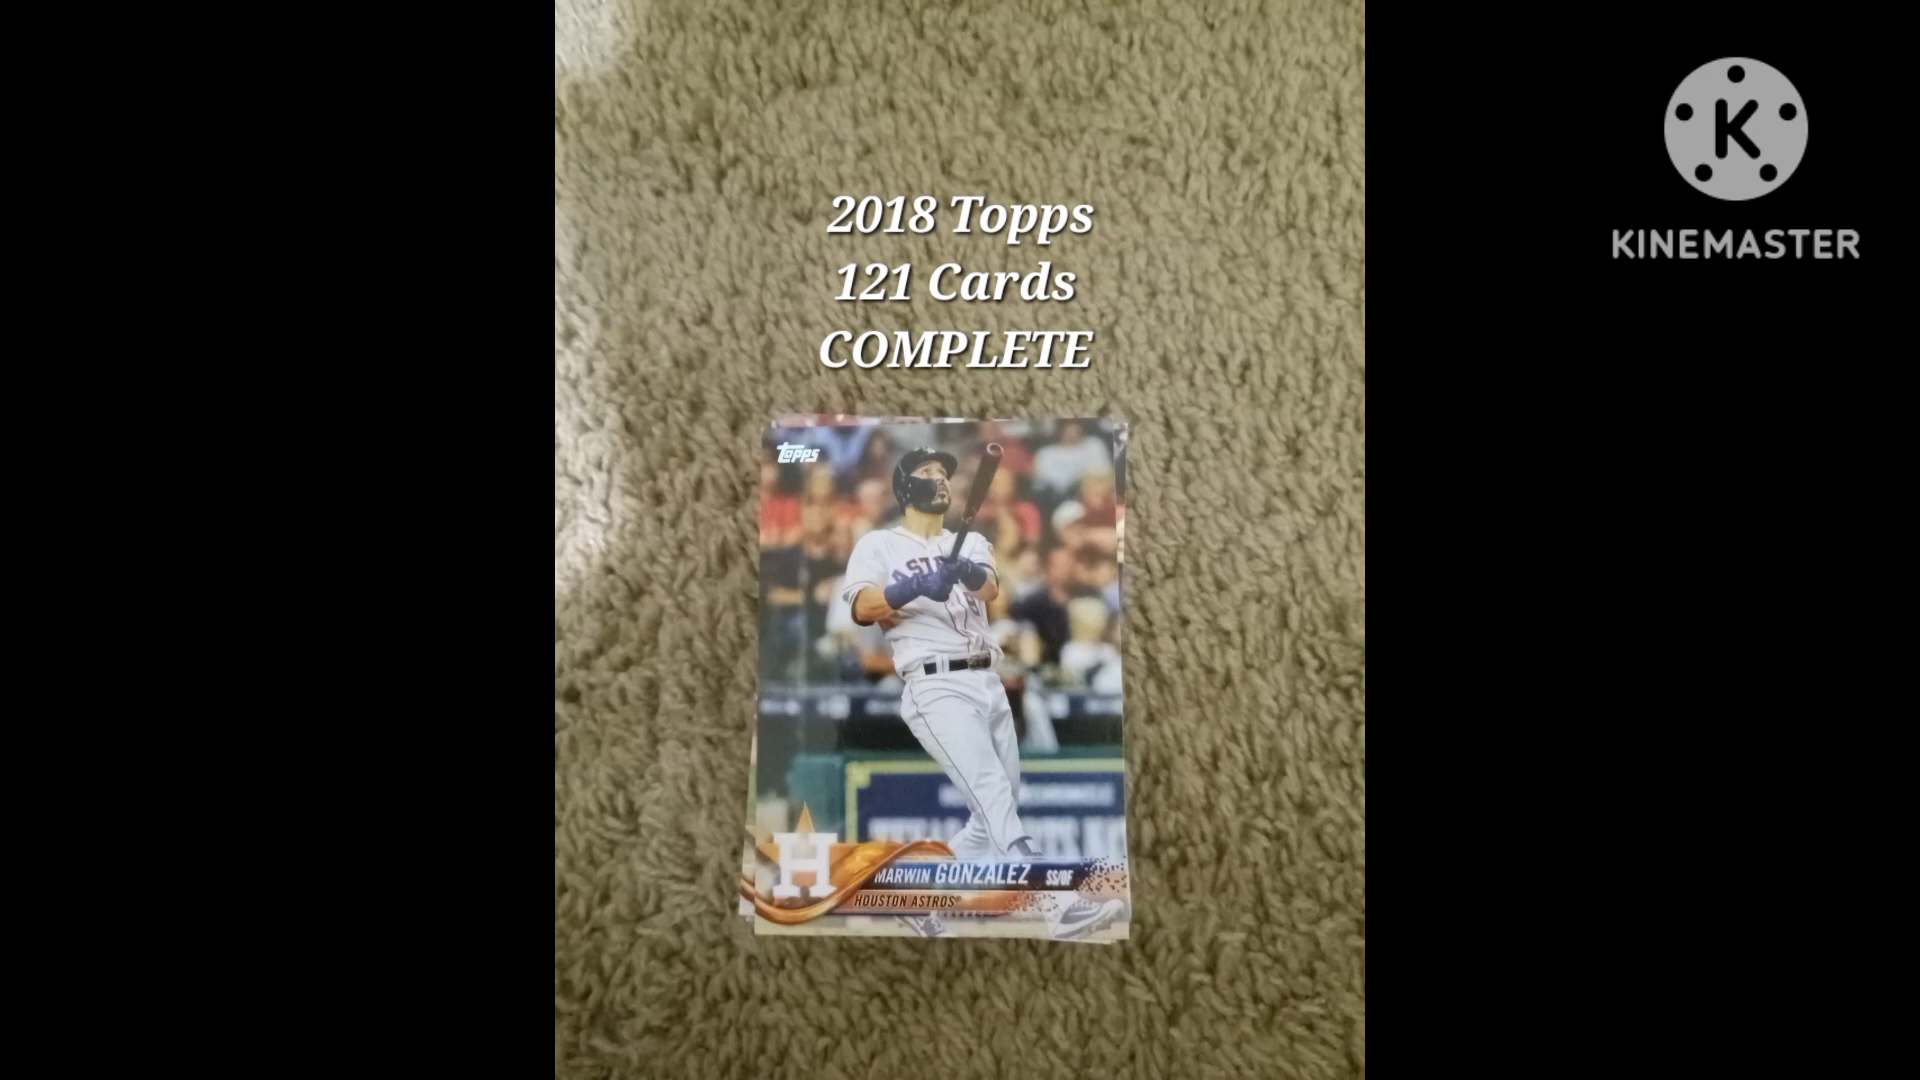 2018 Topps
121 Cards
COMPLETE
KINEMASTER
topps
MARWIN GONZALEZ SS/OF
HOUSTON ASTROS®